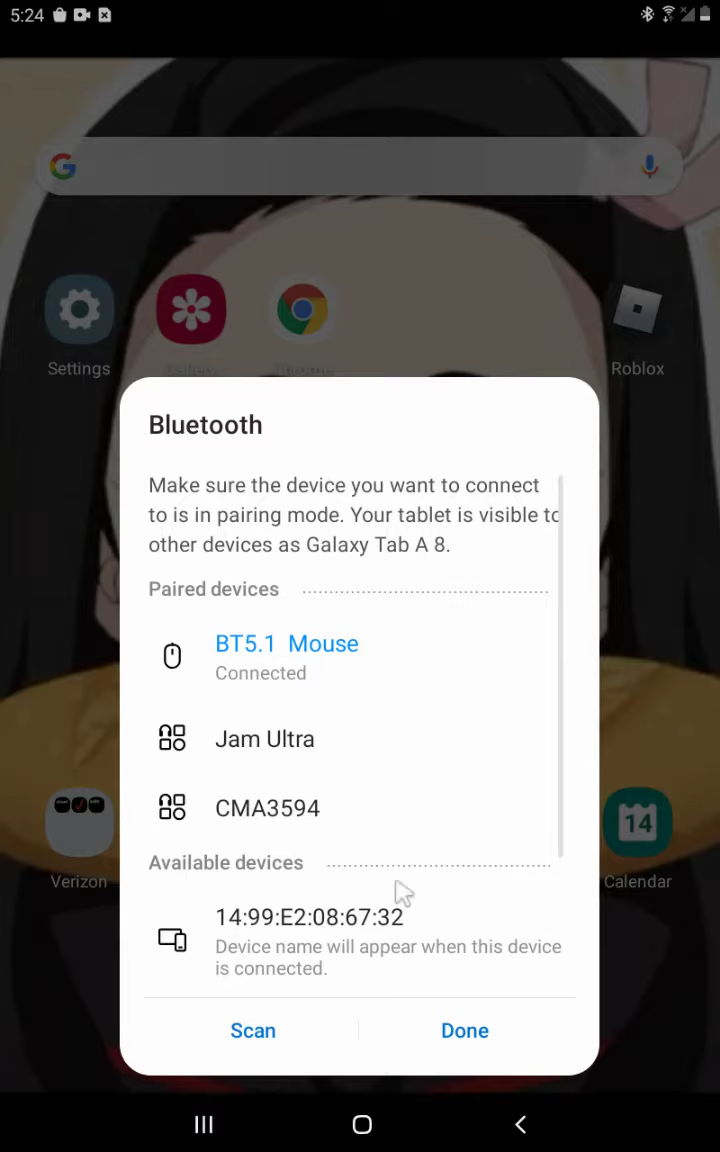 5:24
Settings
Roblox
Bluetooth
Make sure the device you want to connect
to is in pairing mode. Your tablet is visible to
other devices as Galaxy Tab A 8.
Paired devices
BT5.1 Mouse
Connected
Jam Ultra
CMA3594
Available devices
14:99:E2:08:67:32
Device name will appear when this device
is connected.
Scan
Done
Verizon
14
Calendar